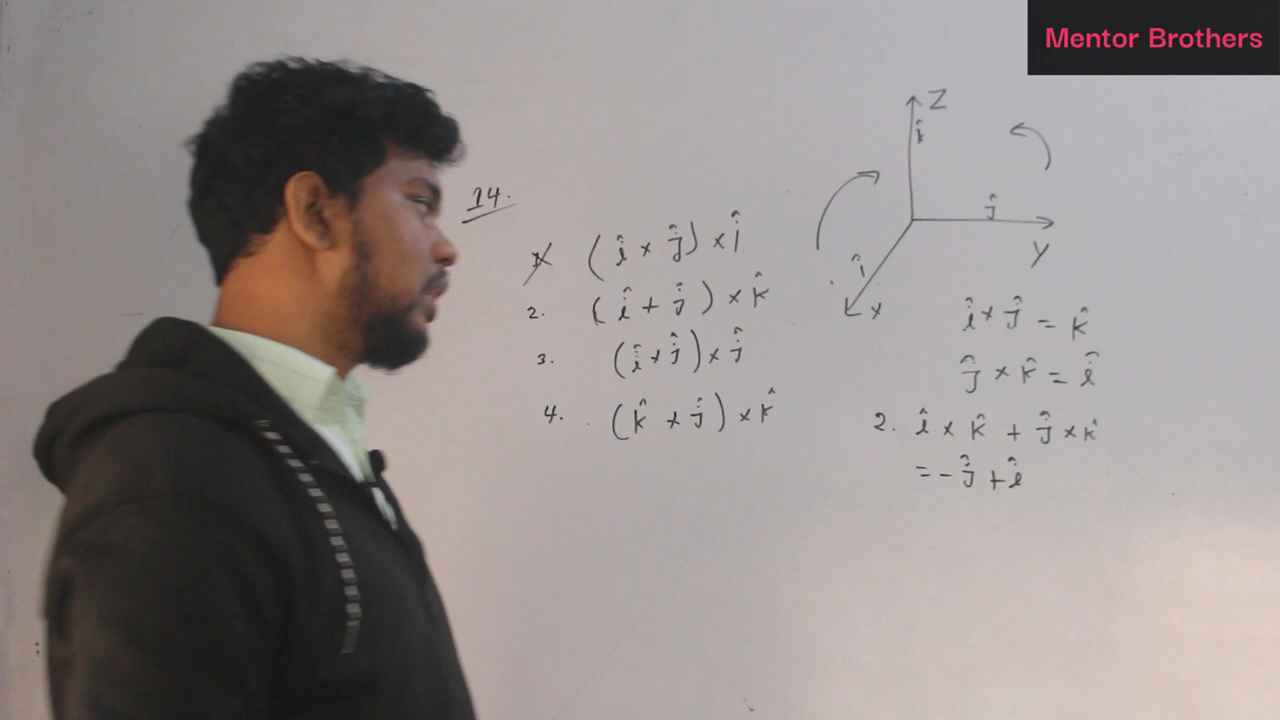 Mentor Brothers
14.
1. (î × ĵ) × î
2. (î + ĵ) × k̂
3. (î × ĵ) × ĵ
4. (k̂ × ĵ) × k̂
Z
k̂
ĵ
Y
î
X
î × ĵ = k̂
ĵ × k̂ = î
2. î × k̂ + ĵ × k̂
= -ĵ + î